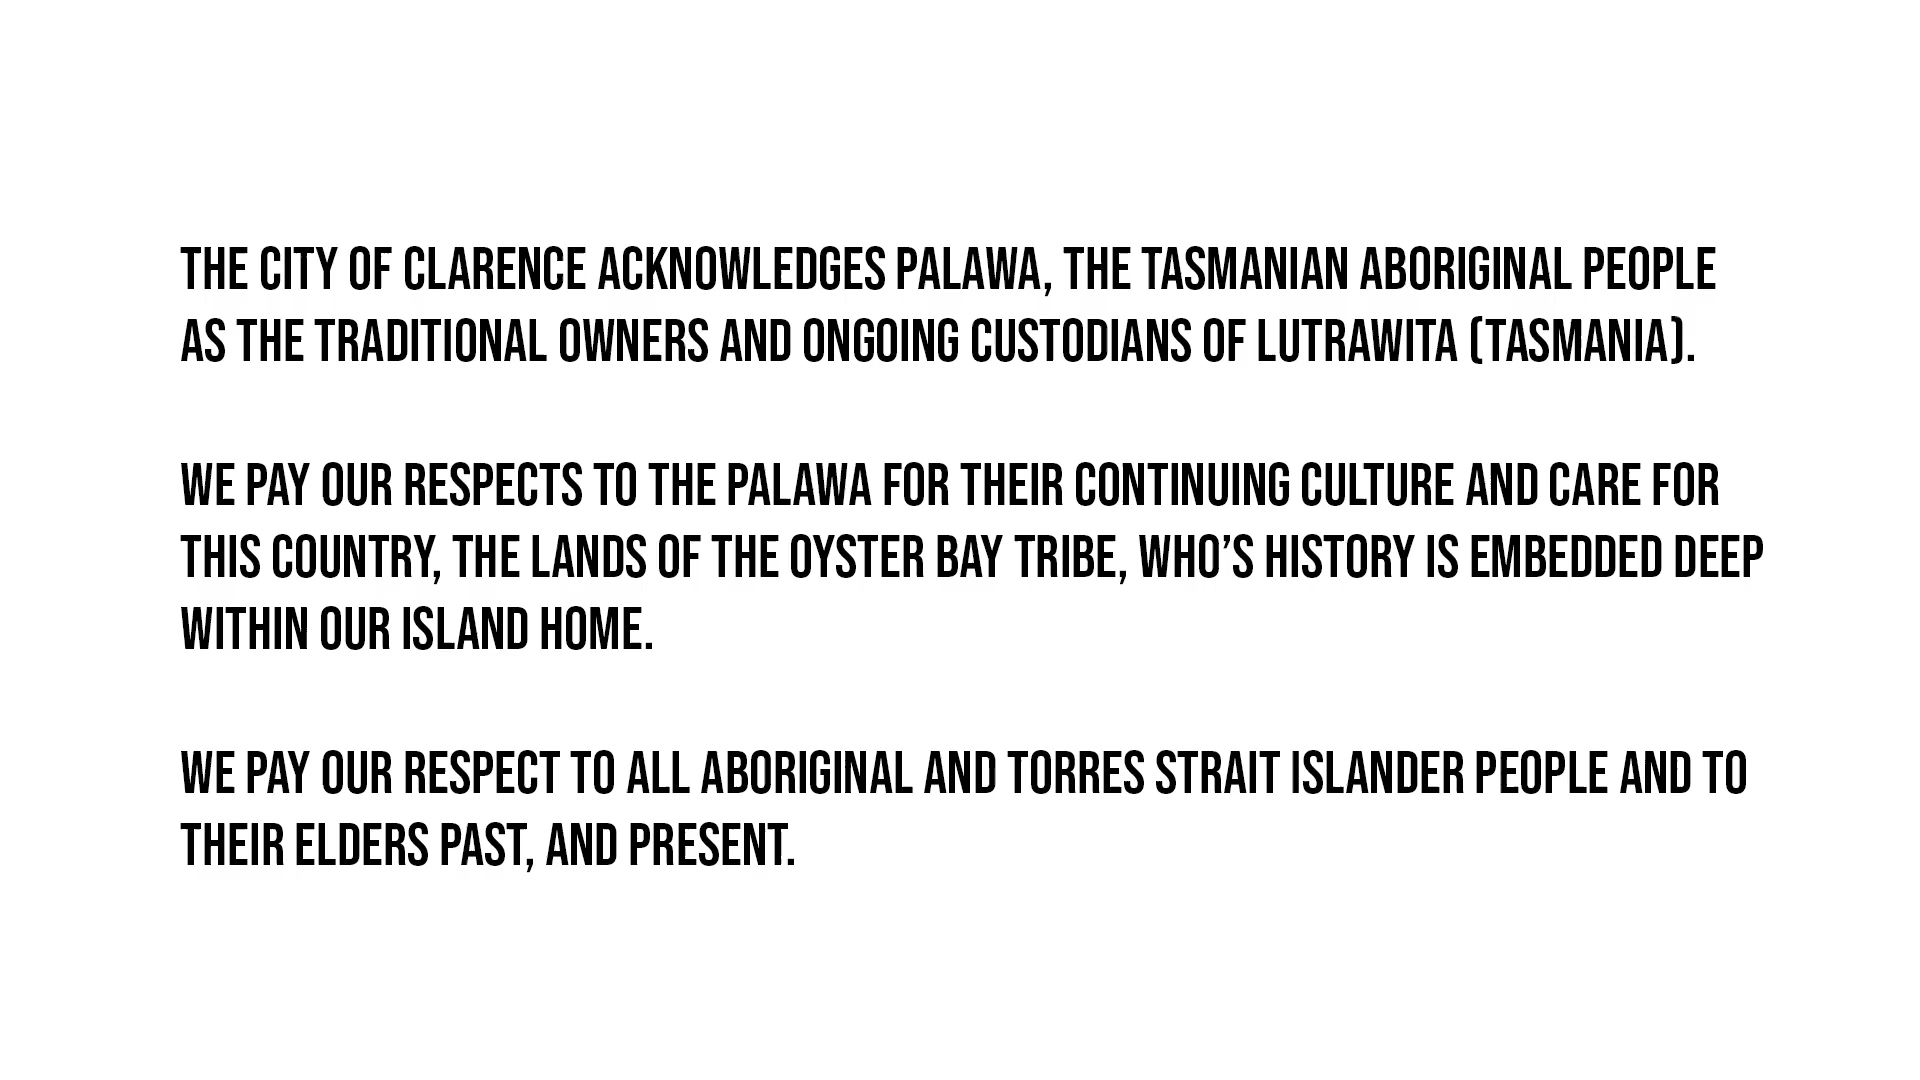 THE CITY OF CLARENCE ACKNOWLEDGES PALAWA, THE TASMANIAN ABORIGINAL PEOPLE
AS THE TRADITIONAL OWNERS AND ONGOING CUSTODIANS OF LUTRAWITA (TASMANIA).
WE PAY OUR RESPECTS TO THE PALAWA FOR THEIR CONTINUING CULTURE AND CARE FOR
THIS COUNTRY, THE LANDS OF THE OYSTER BAY TRIBE, WHO’S HISTORY IS EMBEDDED DEEP
WITHIN OUR ISLAND HOME.
WE PAY OUR RESPECT TO ALL ABORIGINAL AND TORRES STRAIT ISLANDER PEOPLE AND TO
THEIR ELDERS PAST, AND PRESENT.